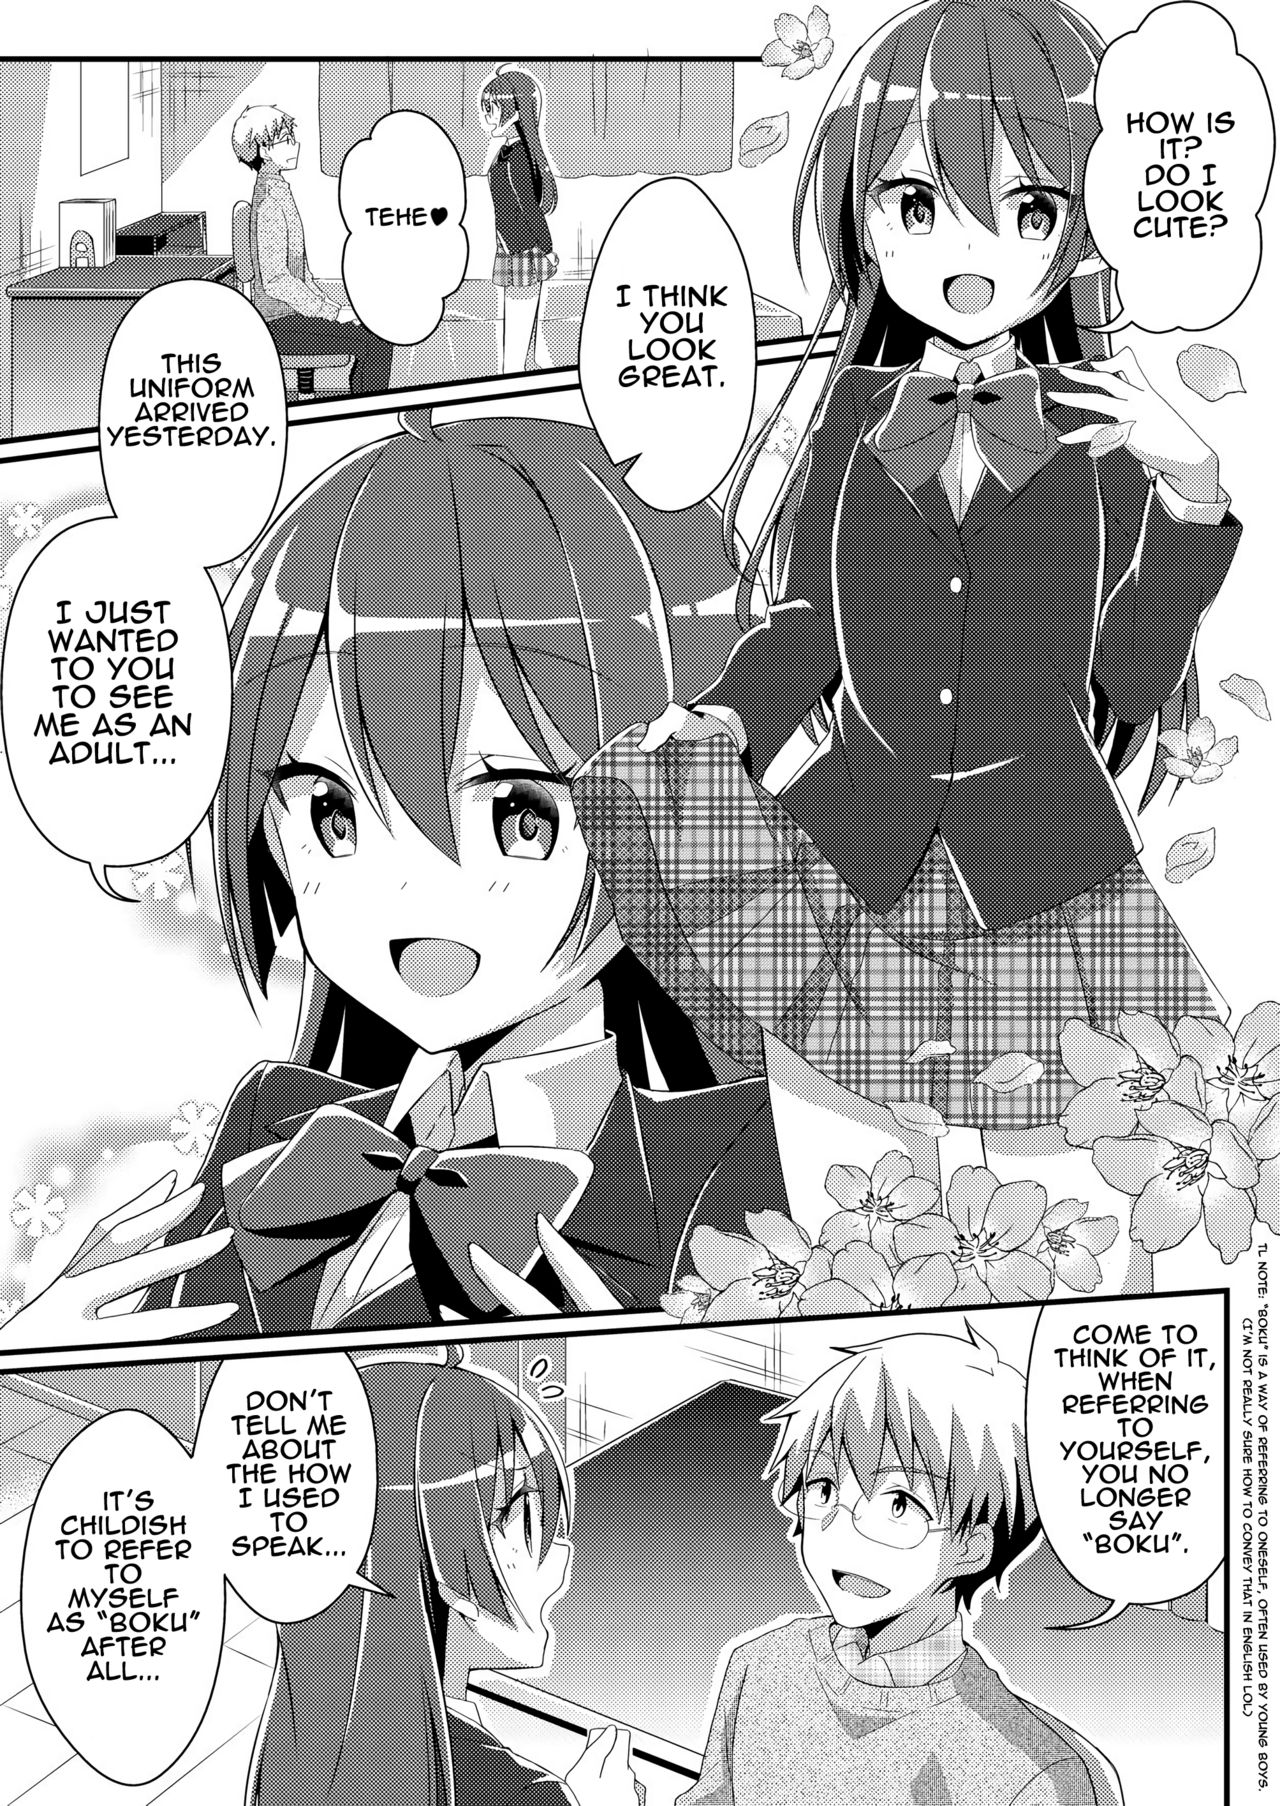 HOW IS
IT?
DO I
LOOK
CUTE?
I THINK
YOU
LOOK
GREAT.
TEHE♥
THIS
UNIFORM
ARRIVED
YESTERDAY.
I JUST
WANTED
TO YOU
TO SEE
ME AS AN
ADULT...
COME TO
THINK OF IT,
WHEN
REFERRING
TO
YOURSELF,
YOU NO
LONGER
SAY
"BOKU".
TL NOTE: "BOKU" IS A WAY OF REFERRING TO ONESELF, OFTEN USED BY YOUNG BOYS.
(I'M NOT REALLY SURE HOW TO CONVEY THAT IN ENGLISH LOL)
DON'T
TELL ME
ABOUT
THE HOW
I USED
TO
SPEAK...
IT'S
CHILDISH
TO REFER
TO
MYSELF
AS "BOKU"
AFTER
ALL...